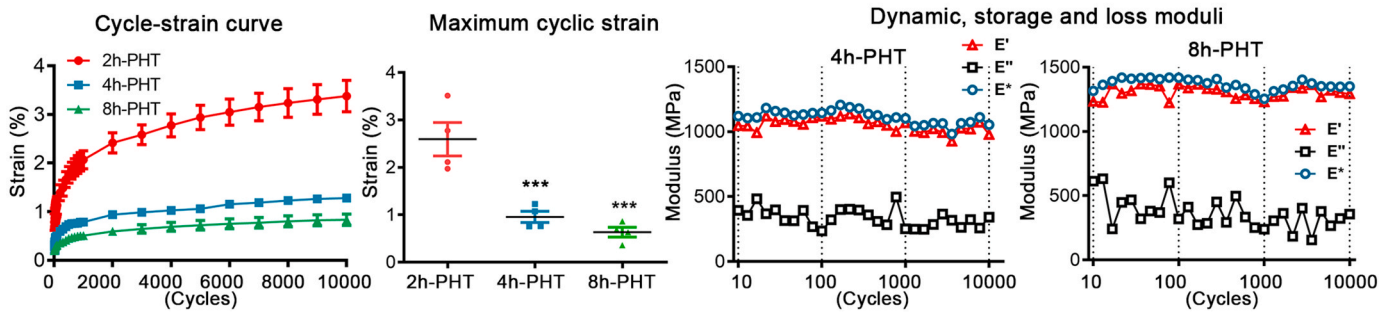 Cycle-strain curve
2h-PHT
4h-PHT
8h-PHT
Strain (%)
4
3
2
1
0
0 2000 4000 6000 8000 10000
(Cycles)
Maximum cyclic strain
Strain (%)
4
3
2
1
0
***
***
2h-PHT 4h-PHT 8h-PHT
Dynamic, storage and loss moduli
4h-PHT
E'
E"
E*
Modulus (MPa)
1500
1000
500
0
10 100 1000 10000
(Cycles)
8h-PHT
E'
E"
E*
Modulus (MPa)
1500
1000
500
0
10 100 1000 10000
(Cycles)